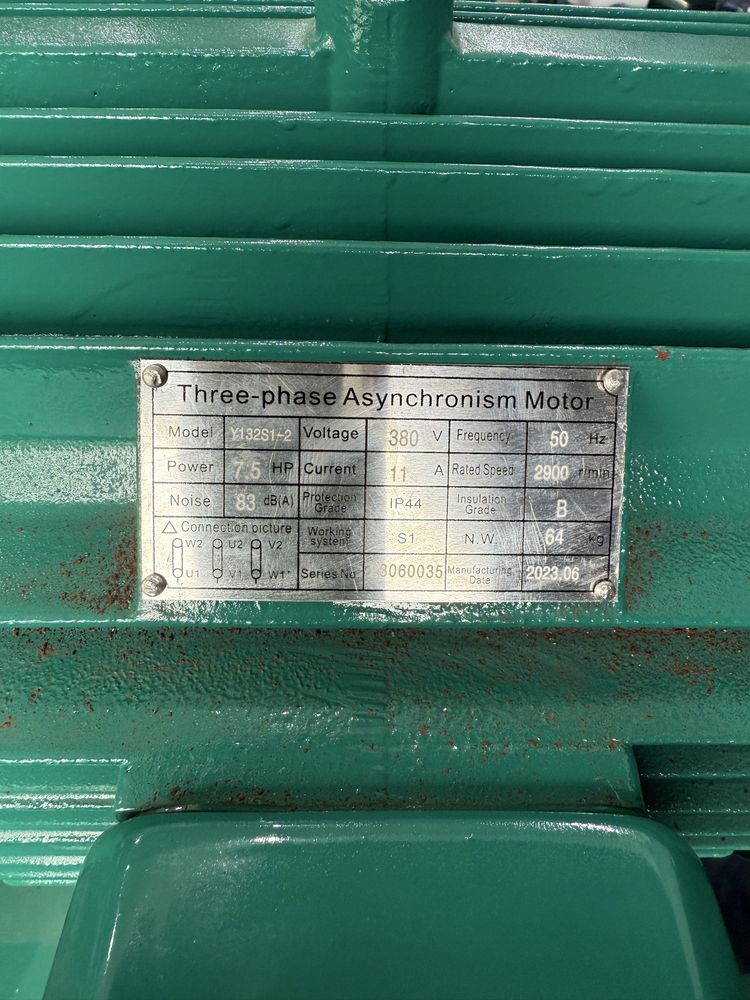 Three-phase Asynchronism Motor
Model Y132S1-2 Voltage 380 V Frequency 50 Hz
Power 7.5 HP Current 11 A Rated Speed 2900 r/min
Noise 83 dB(A) Protection Grade IP44 Insulation Grade B
△ Connection picture Working system S1 N.W. 64 kg
W2 U2 V2
U1 V1 W1
Series No 3060035 Manufacturing Date 2023.06